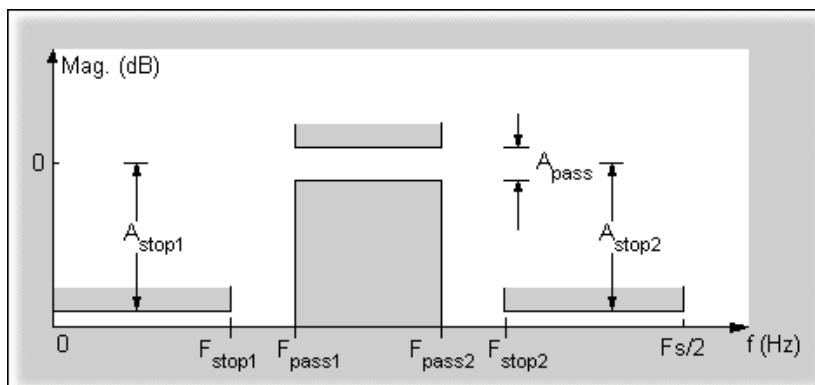 Mag. (dB)
0
A_pass
A_stop1
A_stop2
0
F_stop1
F_pass1
F_pass2
F_stop2
Fs/2
f (Hz)